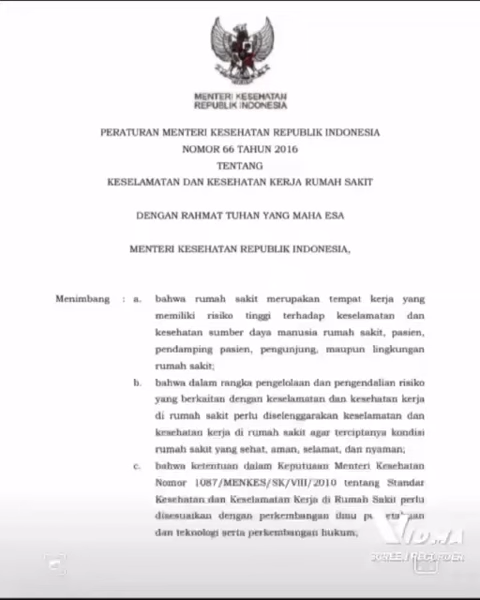 MENTERI KESEHATAN
REPUBLIK INDONESIA
PERATURAN MENTERI KESEHATAN REPUBLIK INDONESIA
NOMOR 66 TAHUN 2016
TENTANG
KESELAMATAN DAN KESEHATAN KERJA RUMAH SAKIT
DENGAN RAHMAT TUHAN YANG MAHA ESA
MENTERI KESEHATAN REPUBLIK INDONESIA,
Menimbang : a. bahwa rumah sakit merupakan tempat kerja yang
memiliki risiko tinggi terhadap keselamatan dan
kesehatan sumber daya manusia rumah sakit, pasien,
pendamping pasien, pengunjung, maupun lingkungan
rumah sakit;
b. bahwa dalam rangka pengelolaan dan pengendalian risiko
yang berkaitan dengan keselamatan dan kesehatan kerja
di rumah sakit perlu diselenggarakan keselamatan dan
kesehatan kerja di rumah sakit agar terciptanya kondisi
rumah sakit yang sehat, aman, selamat, dan nyaman;
c. bahwa ketentuan dalam Keputusan Menteri Kesehatan
Nomor 1087/MENKES/SK/VIII/2010 tentang Standar
Kesehatan dan Keselamatan Kerja di Rumah Sakit perlu
disesuaikan dengan perkembangan ilmu
dan teknologi serta perkembangan hukum;
VIDMA
SCREEN RECORDER